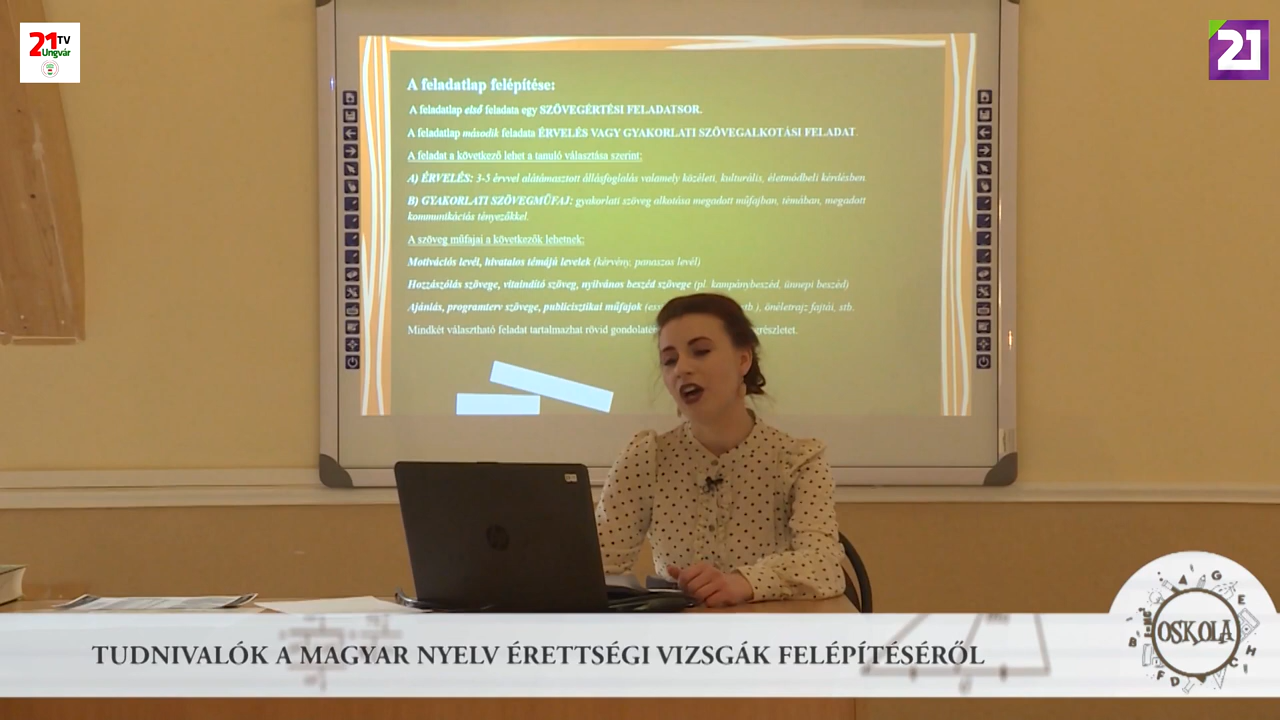 21 TV
Ungvár
21
A feladatlap felépítése:
A feladatlap első feladata egy SZÖVEGÉRTÉSI FELADATSOR.
A feladatlap második feladata ÉRVELÉS VAGY GYAKORLATI SZÖVEGALKOTÁSI FELADAT.
A feladat a következő lehet a tanuló választása szerint:
A) ÉRVELÉS: 3-5 érvvel alátámasztott állásfoglalás valamely közéleti, kulturális, életmódbeli kérdésben
B) GYAKORLATI SZÖVEGMŰFAJ: gyakorlati szöveg alkotása megadott műfajban, témában, megadott
kommunikációs tényezőkkel.
A szöveg műfajai a következők lehetnek:
Motivációs levél, hivatalos témájú levelek (kérvény, panaszos levél)
Hozzászólás szövege, vitaindító szöveg, nyilvános beszéd szövege (pl. kampánybeszéd, ünnepi beszéd)
Ajánlás, programterv szövege, publicisztikai műfajok stb.), önéletrajz fajtái, stb.
Mindkét választható feladat tartalmazhat rövid
hp
TUDNIVALÓK A MAGYAR NYELV ÉRETTSÉGI VIZSGÁK FELÉPÍTÉSÉRŐL
OSKOLA